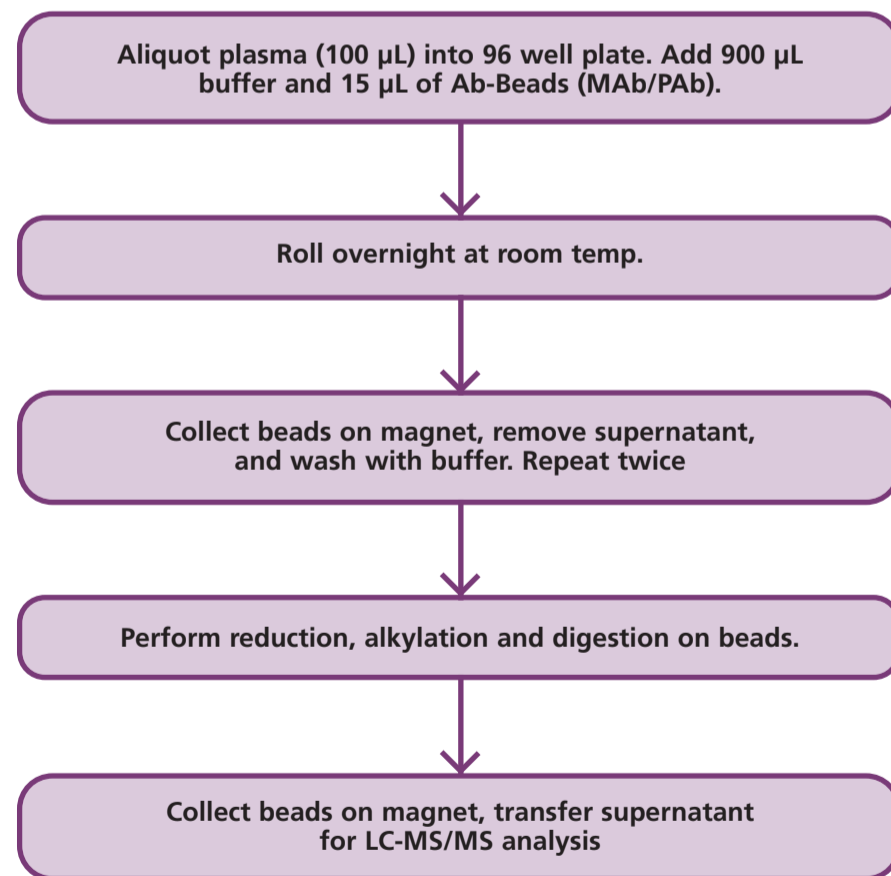 Aliquot plasma (100 µL) into 96 well plate. Add 900 µL
buffer and 15 µL of Ab-Beads (MAb/PAb).
Roll overnight at room temp.
Collect beads on magnet, remove supernatant,
and wash with buffer. Repeat twice
Perform reduction, alkylation and digestion on beads.
Collect beads on magnet, transfer supernatant
for LC-MS/MS analysis